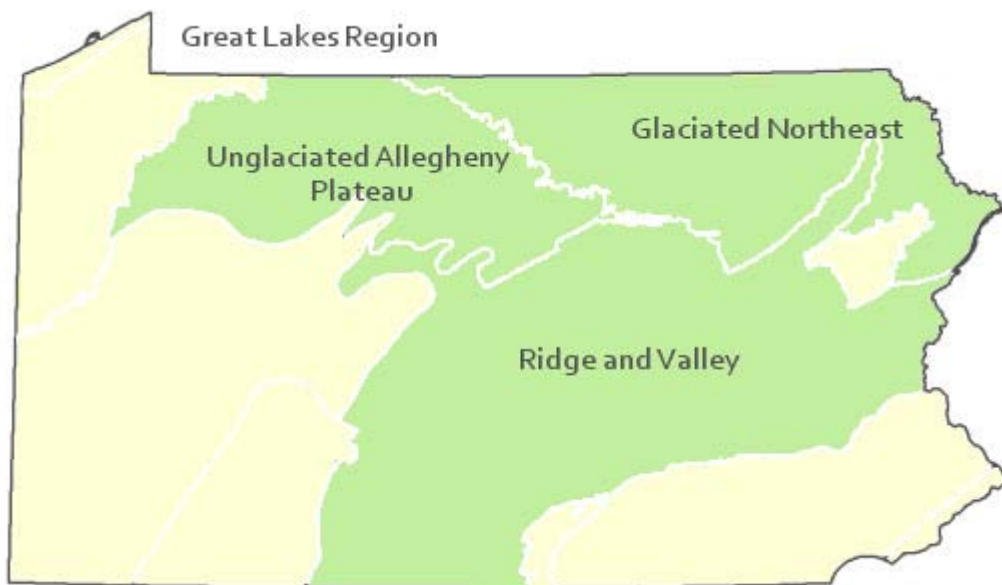 Great Lakes Region
Glaciated Northeast
Unglaciated Allegheny
Plateau
Ridge and Valley